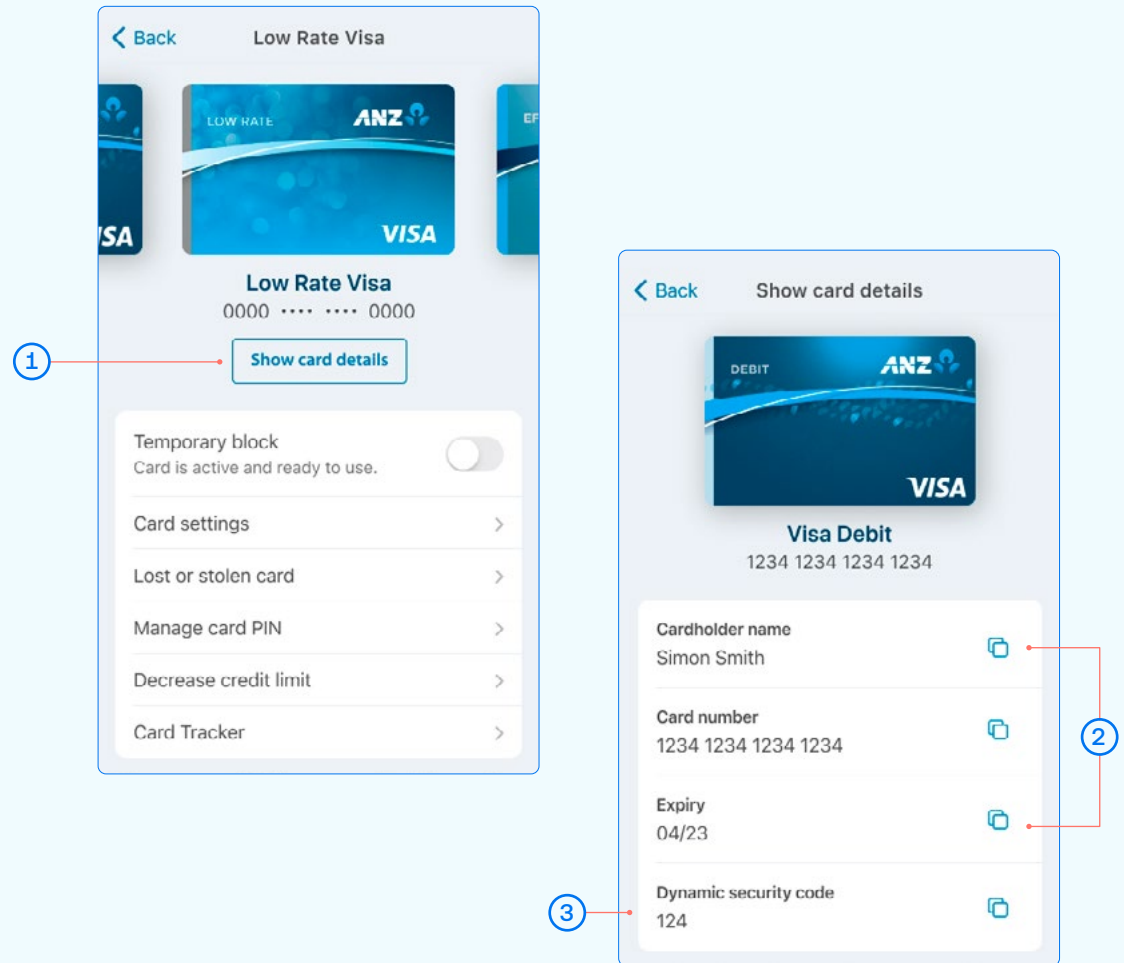 Back Low Rate Visa
LOW RATE ANZ
EF
VISA
VISA
Low Rate Visa
0000 •••• •••• 0000
1
Show card details
Temporary block
Card is active and ready to use.
Card settings
Lost or stolen card
Manage card PIN
Decrease credit limit
Card Tracker
Back Show card details
DEBIT ANZ
VISA
Visa Debit
1234 1234 1234 1234
Cardholder name
Simon Smith
Card number
1234 1234 1234 1234
2
Expiry
04/23
Dynamic security code
3
124